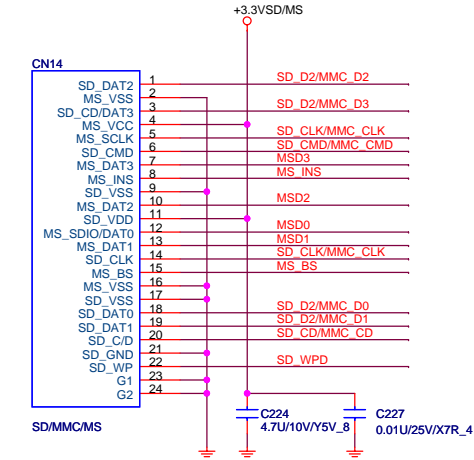 +3.3VSD/MS
CN14
SD_DAT2 1 SD_D2/MMC_D2
MS_VSS 2
SD_CD/DAT3 3 SD_D2/MMC_D3
MS_VCC 4
MS_SCLK 5 SD_CLK/MMC_CLK
SD_CMD 6 SD_CMD/MMC_CMD
MS_DAT3 7 MSD3
MS_INS 8 MS_INS
SD_VSS 9
MS_DAT2 10 MSD2
SD_VDD 11
MS_SDIO/DAT0 12 MSD0
MS_DAT1 13 MSD1
SD_CLK 14 SD_CLK/MMC_CLK
MS_BS 15 MS_BS
MS_VSS 16
SD_VSS 17
SD_DAT0 18 SD_D2/MMC_D0
SD_DAT1 19 SD_D2/MMC_D1
SD_C/D 20 SD_CD/MMC_CD
SD_GND 21
SD_WP 22 SD_WPD
G1 23
G2 24
SD/MMC/MS
C224
4.7U/10V/Y5V_8
C227
0.01U/25V/X7R_4